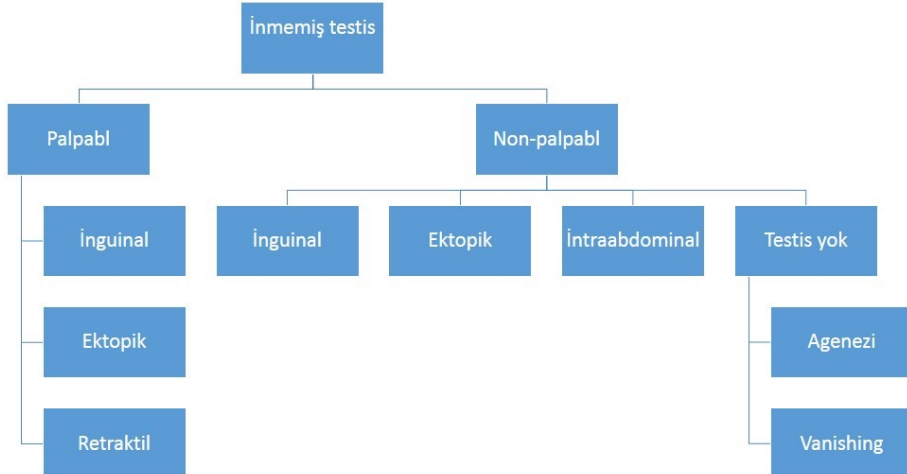 İnmemiş testis
Palpabl
Non-palpabl
İnguinal
İnguinal
Ektopik
İntraabdominal
Testis yok
Ektopik
Agenezi
Retraktil
Vanishing